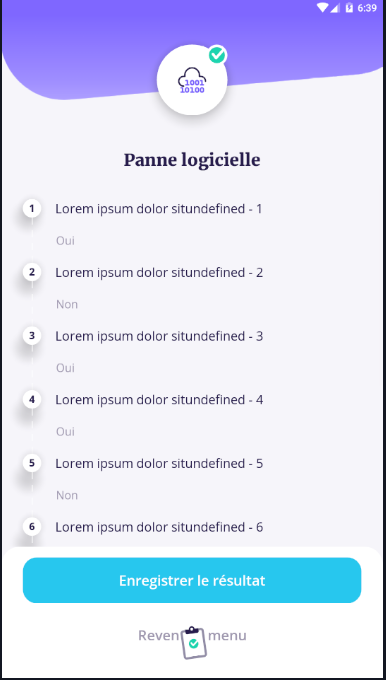 6:39
1001
10100
Panne logicielle
1 Lorem ipsum dolor situndefined - 1
Oui
2 Lorem ipsum dolor situndefined - 2
Non
3 Lorem ipsum dolor situndefined - 3
Oui
4 Lorem ipsum dolor situndefined - 4
Oui
5 Lorem ipsum dolor situndefined - 5
Non
6 Lorem ipsum dolor situndefined - 6
Enregistrer le résultat
menu